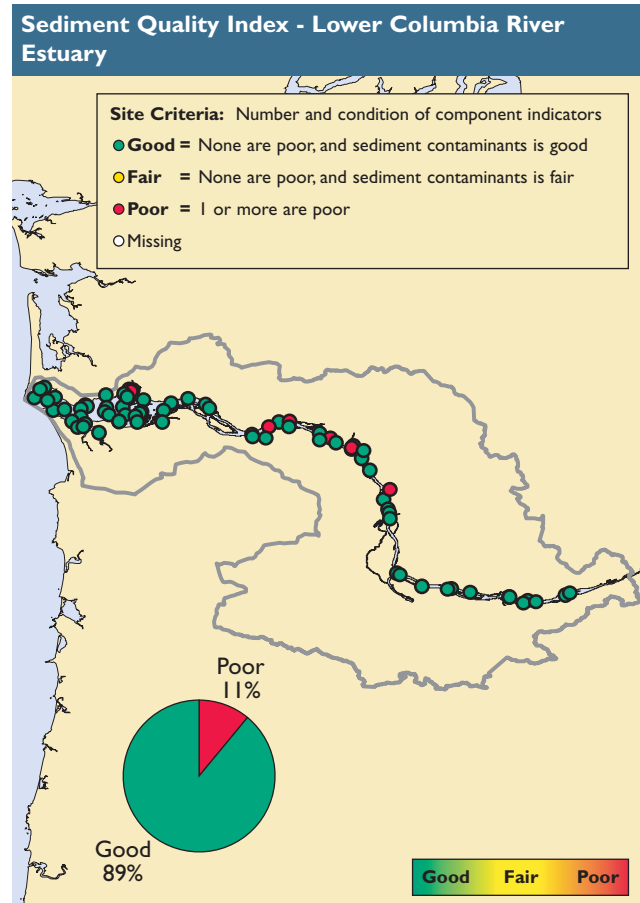 Sediment Quality Index - Lower Columbia River
Estuary
Site Criteria: Number and condition of component indicators
Good = None are poor, and sediment contaminants is good
Fair = None are poor, and sediment contaminants is fair
Poor = 1 or more are poor
Missing
Poor
11%
Good
89%
Good Fair Poor